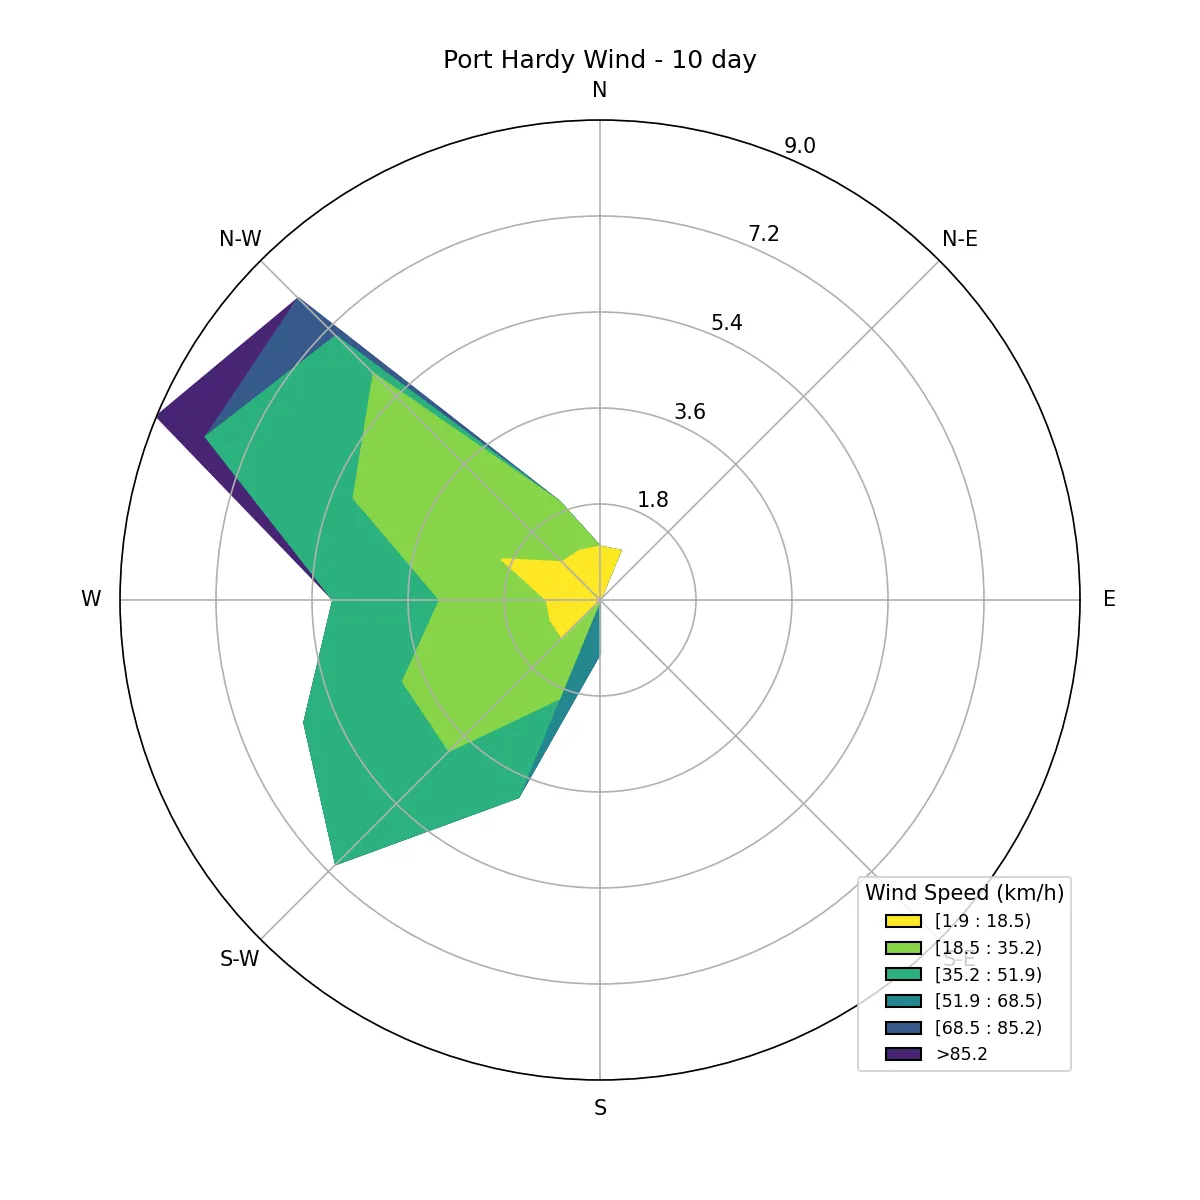 Port Hardy Wind - 10 day
N
9.0
N-W
7.2
N-E
5.4
3.6
1.8
W
E
Wind Speed (km/h)
[1.9 : 18.5)
[18.5 : 35.2)
S-W
S-E
[35.2 : 51.9)
[51.9 : 68.5)
[68.5 : 85.2)
>85.2
S